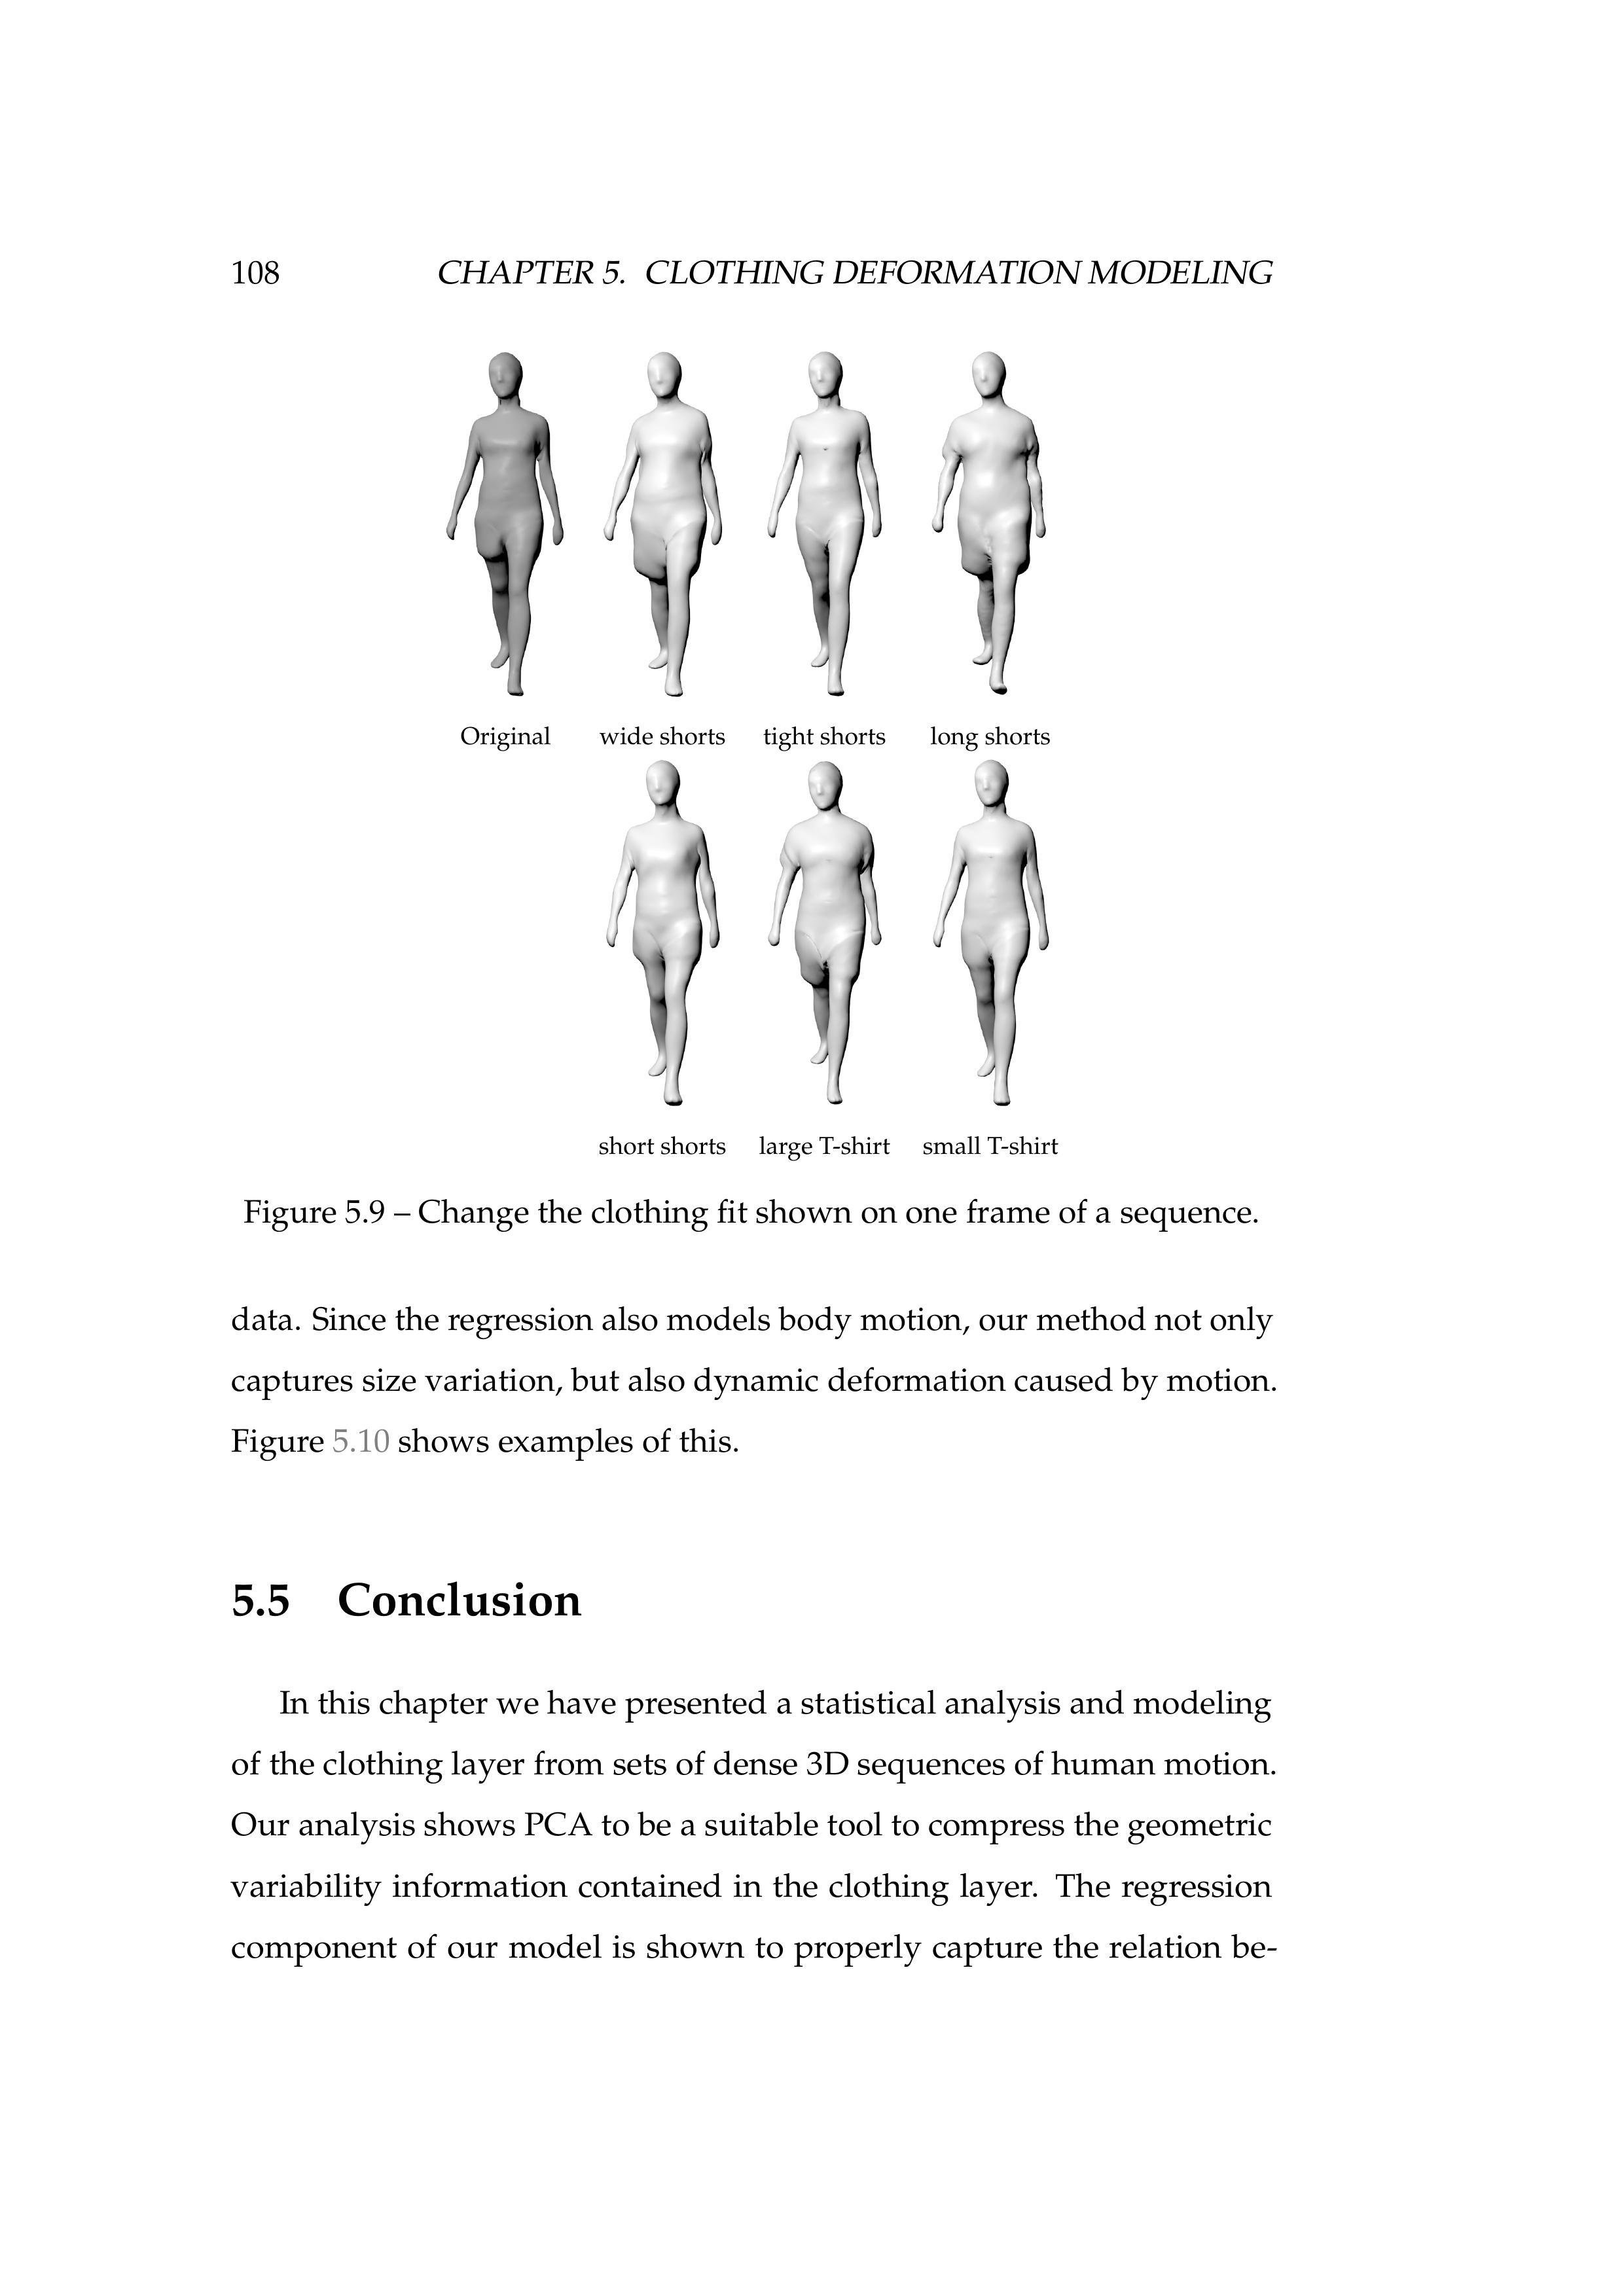 108 CHAPTER 5. CLOTHING DEFORMATION MODELING
Original wide shorts tight shorts long shorts
short shorts large T-shirt small T-shirt
Figure 5.9 – Change the clothing fit shown on one frame of a sequence.
data. Since the regression also models body motion, our method not only
captures size variation, but also dynamic deformation caused by motion.
Figure 5.10 shows examples of this.
5.5 Conclusion
In this chapter we have presented a statistical analysis and modeling
of the clothing layer from sets of dense 3D sequences of human motion.
Our analysis shows PCA to be a suitable tool to compress the geometric
variability information contained in the clothing layer. The regression
component of our model is shown to properly capture the relation be-